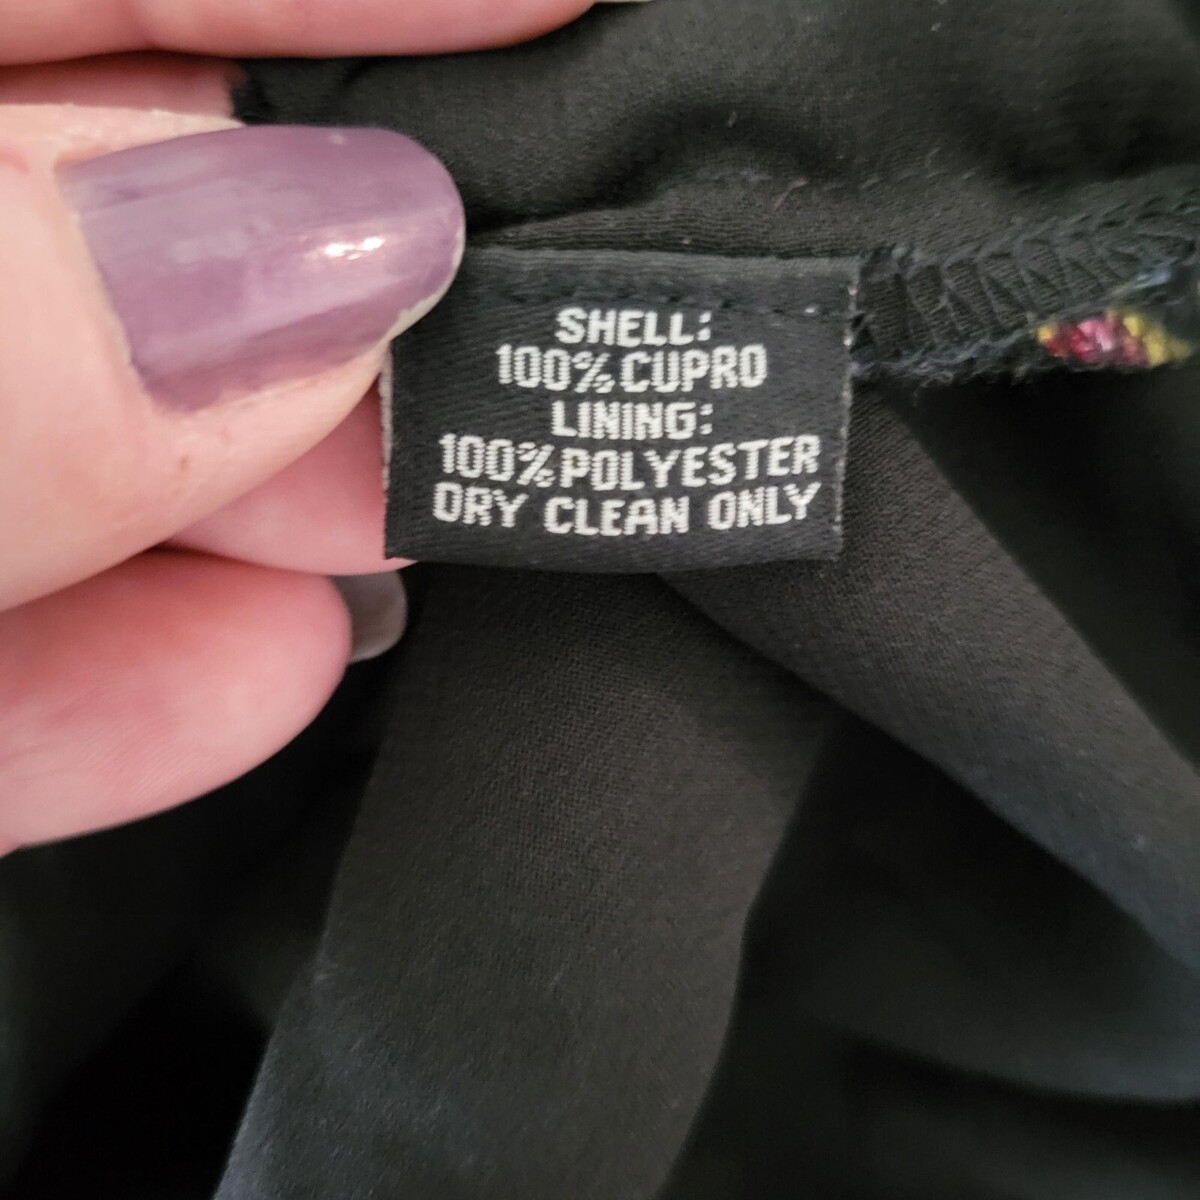 SHELL:
100% CUPRO
LINING:
100% POLYESTER
DRY CLEAN ONLY